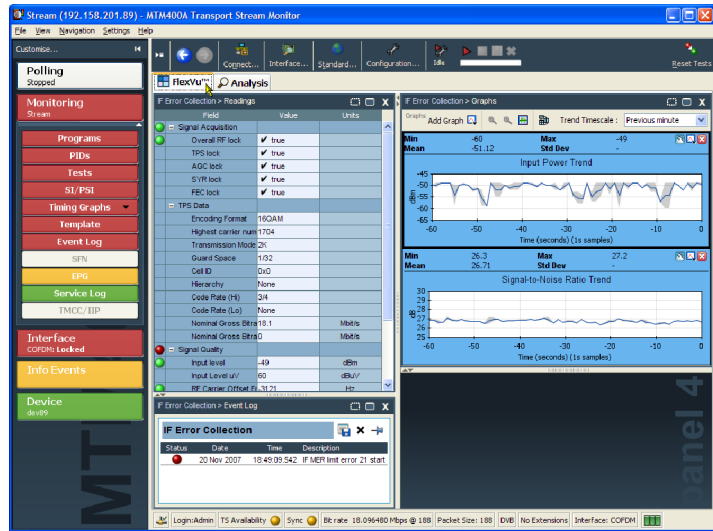 Stream (192.158.201.89) - MTM400A Transport Stream Monitor
File View Navigation Settings Help
Customise...
Connect... Interface... Standard... Configuration... Idle Reset Tests
Polling
Stopped
FlexVu™ Analysis
Monitoring
Stream
Programs
PIDs
Tests
SI/PSI
Timing Graphs
Template
Event Log
SFN
EPG
Service Log
TMCC/IIP
Interface
COFDM: Locked
Info Events
Device
dev89
IF Error Collection > Readings
Field Value Units
Signal Acquisition
Overall RF lock true
TPS lock true
AGC lock true
SYR lock true
FEC lock true
TPS Data
Encoding Format 16QAM
Highest carrier num 1704
Transmission Mode 2K
Guard Space 1/32
Cell ID 0x0
Hierarchy None
Code Rate (Hi) 3/4
Code Rate (Lo) None
Nominal Gross Bitra 18.1 Mbit/s
Nominal Gross Bitra 0 Mbit/s
Signal Quality
Input level -49 dBm
Input Level uV 60 dBuV
RF Carrier Offset Fr -3121 Hz
IF Error Collection > Graphs
Graphs Add Graph Trend Timescale : Previous minute
Min -60 Max -49
Mean -51.12 Std Dev -
Input Power Trend
dBm
-45
-50
-55
-60
-65
-60 -50 -40 -30 -20 -10 0
Time (seconds) (1s samples)
Min 26.3 Max 27.2
Mean 26.71 Std Dev -
Signal-to-Noise Ratio Trend
dB
30
29
28
27
26
25
-60 -50 -40 -30 -20 -10 0
Time (seconds) (1s samples)
IF Error Collection > Event Log
IF Error Collection
Status Date Time Description
20 Nov 2007 18:49:09.542 IF MER limit error 21 start
panel 4
MTM
Login:Admin TS Availability Sync Bit rate 18.096480 Mbps @ 188 Packet Size: 188 DVB No Extensions Interface: COFDM